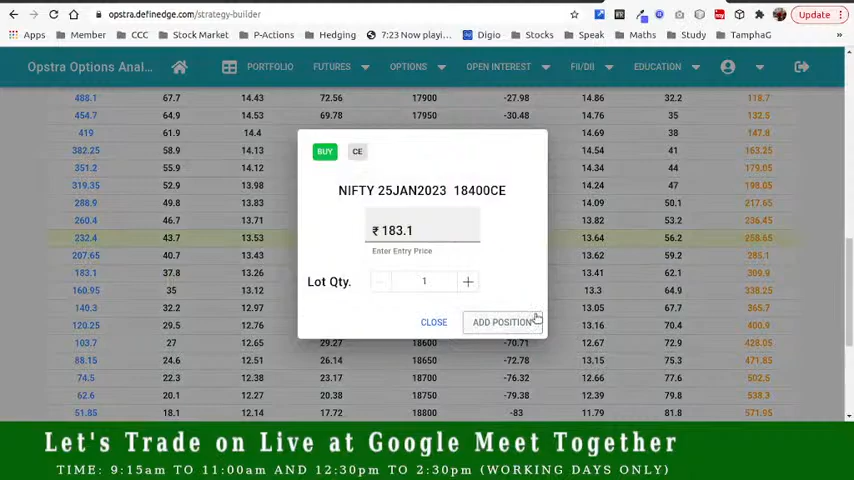 opstra.definedge.com/strategy-builder
Update
Apps Member CCC Stock Market P-Actions Hedging 7:23 Now playi... Digio Stocks Speak Maths Study TamphaG »
Opstra Options Anal... PORTFOLIO FUTURES OPTIONS OPEN INTEREST FII/DII EDUCATION
488.1 67.7 14.43 72.56 17900 -27.98 14.86 32.2 118.7
454.7 64.9 14.53 69.78 17950 -30.48 14.76 35 132.5
419 61.9 14.4 14.69 38 147.8
382.25 58.9 14.13 14.54 41 163.25
351.2 55.9 14.12 14.34 44 179.05
319.35 52.9 13.98 14.24 47 198.05
288.9 49.8 13.83 14.09 50.1 217.65
260.4 46.7 13.71 13.82 53.2 236.45
232.4 43.7 13.53 13.64 56.2 258.65
207.65 40.7 13.43 13.62 59.2 285.1
183.1 37.8 13.26 13.41 62.1 309.9
160.95 35 13.12 13.3 64.9 338.25
140.3 32.2 12.97 13.05 67.7 365.7
120.25 29.5 12.76 13.16 70.4 400.9
103.7 27 12.65 29.27 18600 -70.71 12.67 72.9 428.05
88.15 24.6 12.51 26.14 18650 -72.78 13.15 75.3 471.85
74.5 22.3 12.38 23.17 18700 -76.32 12.66 77.6 502.5
62.6 20.1 12.27 20.38 18750 -79.38 12.39 79.8 538.3
51.85 18.1 12.14 17.72 18800 -83 11.79 81.8 571.95
BUY CE
NIFTY 25JAN2023 18400CE
₹ 183.1
Enter Entry Price
Lot Qty. - 1 +
CLOSE ADD POSITION
Let's Trade on Live at Google Meet Together
TIME: 9:15am TO 11:00am AND 12:30pm TO 2:30pm (WORKING DAYS ONLY)